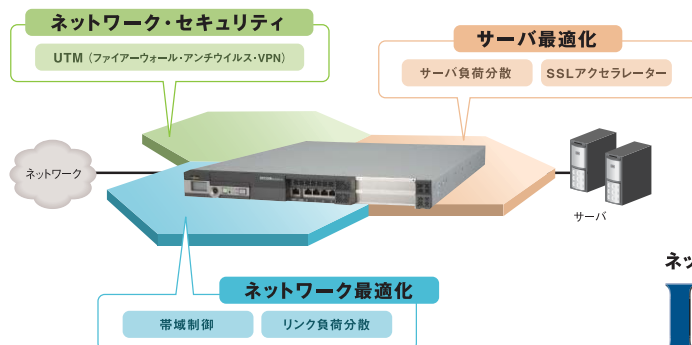 ネットワーク・セキュリティ
UTM（ファイアーウォール・アンチウイルス・VPN）
サーバ最適化
サーバ負荷分散
SSLアクセラレーター
ネットワーク
サーバ
ネットワーク最適化
帯域制御
リンク負荷分散
ネッ